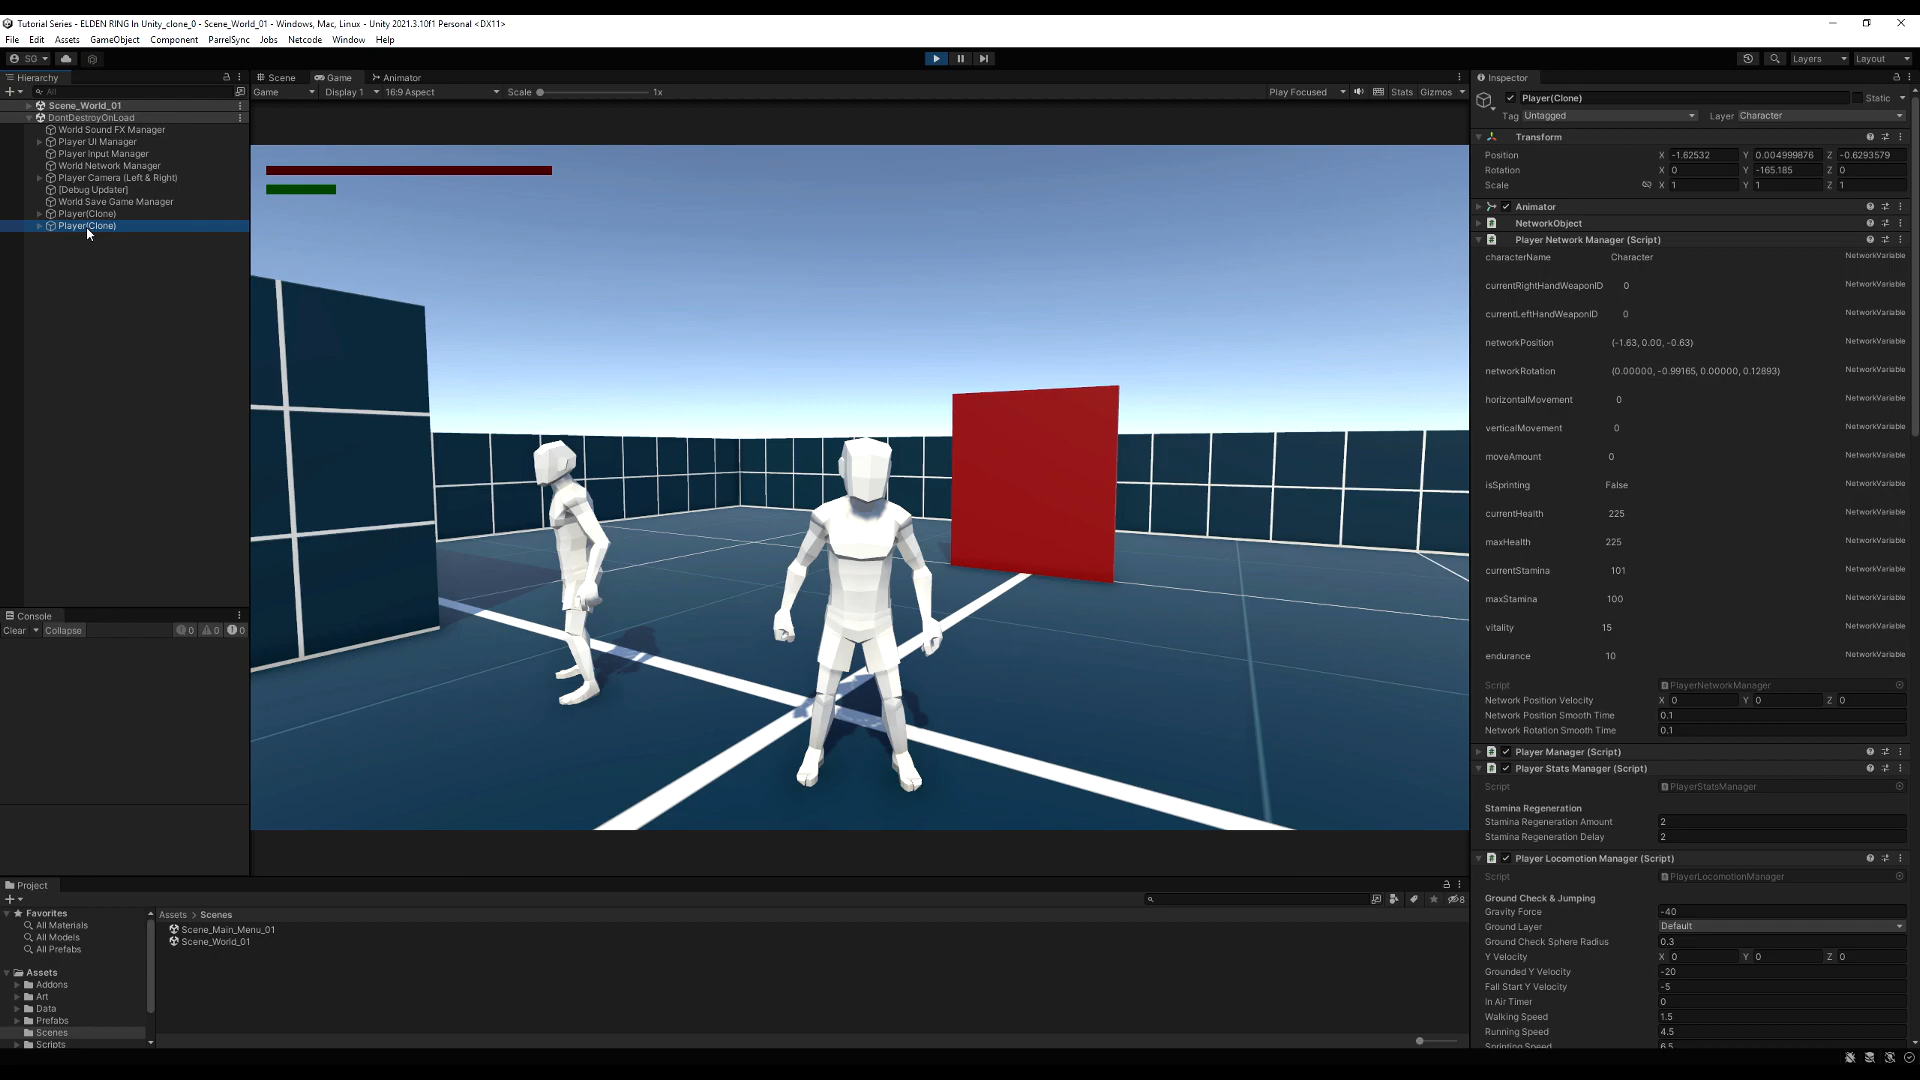 Tutorial Series - ELDEN RING In Unity_clone_0 - Scene_World_01 - Windows, Mac, Linux - Unity 2021.3.10f1 Personal <DX11>
File Edit Assets GameObject Component ParrelSync Jobs Netcode Window Help
SG Layers Layout
Hierarchy
All
Scene_World_01
DontDestroyOnLoad
World Sound FX Manager
Player UI Manager
Player Input Manager
World Network Manager
Player Camera (Left & Right)
[Debug Updater]
World Save Game Manager
Player(Clone)
Player(Clone)
Console
Clear Collapse 0 0 0
Scene Game Animator
Game Display 1 16:9 Aspect Scale 1x Play Focused Stats Gizmos
Project
Favorites
All Materials
All Models
All Prefabs
Assets
Addons
Art
Data
Prefabs
Scenes
Scripts
Assets > Scenes
Scene_Main_Menu_01
Scene_World_01
8
Inspector
Player(Clone) Static
Tag Untagged Layer Character
Transform
Position X -1.62532 Y 0.004999876 Z -0.6293579
Rotation X 0 Y -165.185 Z 0
Scale X 1 Y 1 Z 1
Animator
NetworkObject
Player Network Manager (Script)
characterName Character NetworkVariable
currentRightHandWeaponID 0 NetworkVariable
currentLeftHandWeaponID 0 NetworkVariable
networkPosition (-1.63, 0.00, -0.63) NetworkVariable
networkRotation (0.00000, -0.99165, 0.00000, 0.12893) NetworkVariable
horizontalMovement 0 NetworkVariable
verticalMovement 0 NetworkVariable
moveAmount 0 NetworkVariable
isSprinting False NetworkVariable
currentHealth 225 NetworkVariable
maxHealth 225 NetworkVariable
currentStamina 101 NetworkVariable
maxStamina 100 NetworkVariable
vitality 15 NetworkVariable
endurance 10 NetworkVariable
Script PlayerNetworkManager
Network Position Velocity X 0 Y 0 Z 0
Network Position Smooth Time 0.1
Network Rotation Smooth Time 0.1
Player Manager (Script)
Player Stats Manager (Script)
Script PlayerStatsManager
Stamina Regeneration
Stamina Regeneration Amount 2
Stamina Regeneration Delay 2
Player Locomotion Manager (Script)
Script PlayerLocomotionManager
Ground Check & Jumping
Gravity Force -40
Ground Layer Default
Ground Check Sphere Radius 0.3
Y Velocity X 0 Y 0 Z 0
Grounded Y Velocity -20
Fall Start Y Velocity -5
In Air Timer 0
Walking Speed 1.5
Running Speed 4.5
Sprinting Speed 6.5